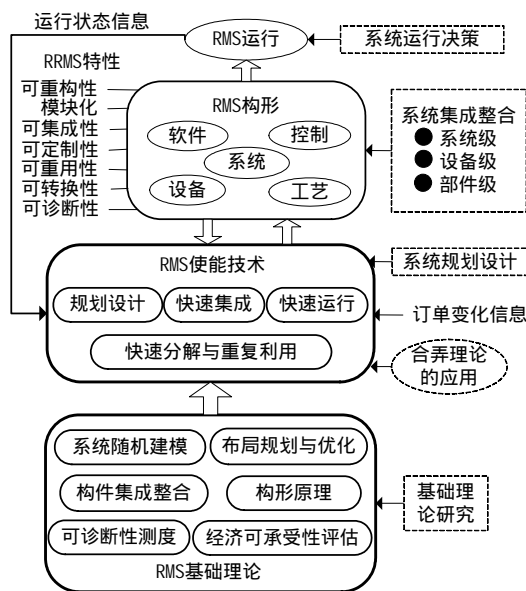 运行状态信息
RMS运行
系统运行决策
RRMS特性
可重构性
模块化
可集成性
可定制性
可重用性
可转换性
可诊断性
RMS构形
软件
控制
系统
设备
工艺
系统集成整合
系统级
设备级
部件级
RMS使能技术
规划设计
快速集成
快速运行
快速分解与重复利用
系统规划设计
订单变化信息
合弄理论
的应用
系统随机建模
布局规划与优化
构件集成整合
构形原理
可诊断性测度
经济可承受性评估
RMS基础理论
基础理
论研究